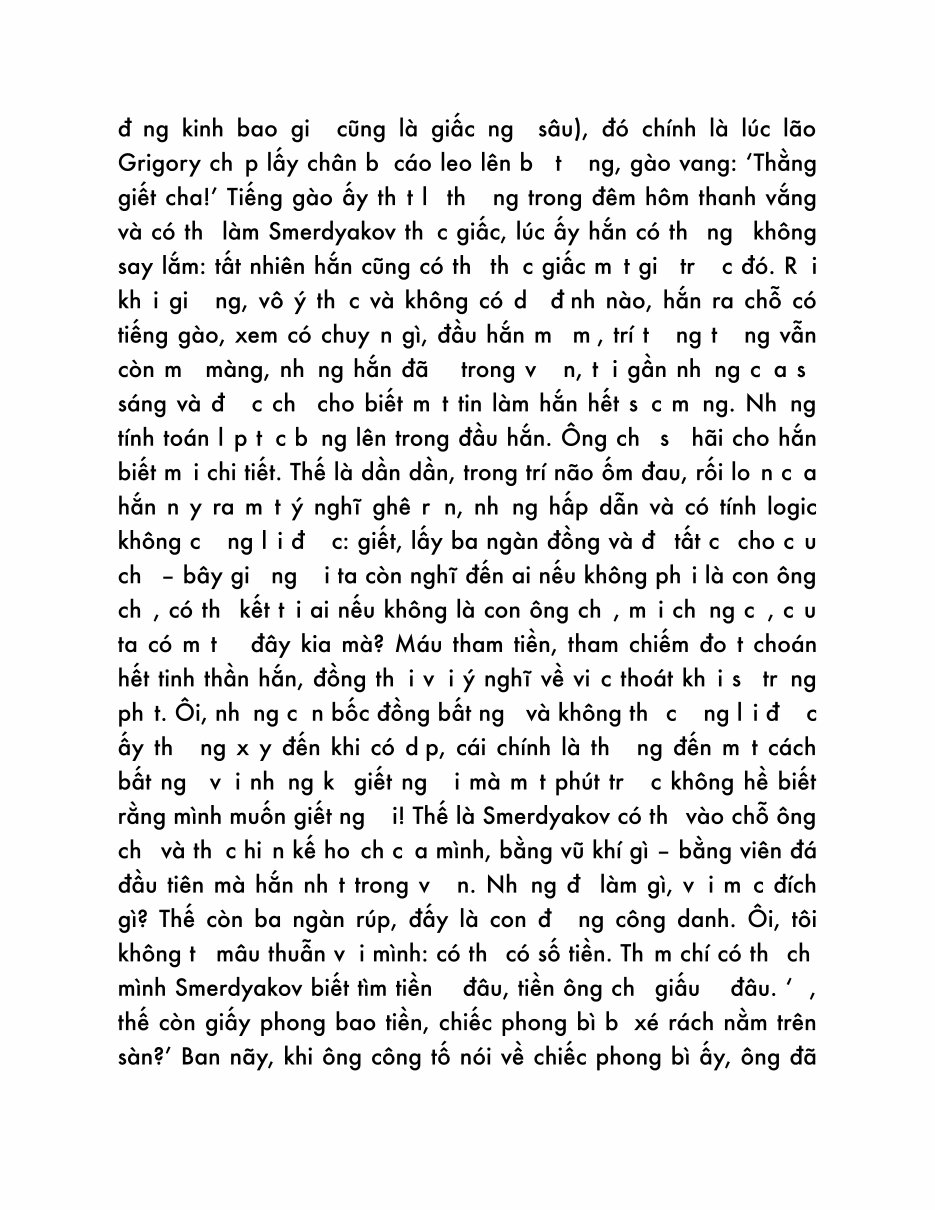 đ ng kinh bao gi cũng là giấc ng sâu), đó chính là lúc lão
Grigory ch p lấy chân b cáo leo lên b t ng, gào vang: ‘Thằng
giết cha!’ Tiếng gào ấy th t l th ng trong đêm hôm thanh vắng
và có th làm Smerdyakov th c giấc, lúc ấy hắn có th ng không
say lắm: tất nhiên hắn cũng có th th c giấc m t gi tr c đó. R i
kh i gi ng, vô ý th c và không có d đ nh nào, hắn ra chỗ có
tiếng gào, xem có chuy n gì, đầu hắn m m , trí t ng t ng vẫn
còn m màng, nh ng hắn đã trong v n, t i gần nh ng c a s
sáng và đ c ch cho biết m t tin làm hắn hết s c m ng. Nh ng
tính toán l p t c b ng lên trong đầu hắn. Ông ch s hãi cho hắn
biết m i chi tiết. Thế là dần dần, trong trí não ốm đau, rối lo n c a
hắn n y ra m t ý nghĩ ghê r n, nh ng hấp dẫn và có tính logic
không c ng l i đ c: giết, lấy ba ngàn đồng và đ tất c cho c u
ch – bây gi ng i ta còn nghĩ đến ai nếu không ph i là con ông
ch , có th kết t i ai nếu không là con ông ch , m i ch ng c , c u
ta có m t đây kia mà? Máu tham tiền, tham chiếm đo t choán
hết tinh thần hắn, đồng th i v i ý nghĩ về vi c thoát kh i s tr ng
ph t. Ôi, nh ng c n bốc đồng bất ng và không th c ng l i đ c
ấy th ng x y đến khi có d p, cái chính là th ng đến m t cách
bất ng v i nh ng k giết ng i mà m t phút tr c không hề biết
rằng mình muốn giết ng i! Thế là Smerdyakov có th vào chỗ ông
ch và th c hi n kế ho ch c a mình, bằng vũ khí gì – bằng viên đá
đầu tiên mà hắn nh t trong v n. Nh ng đ làm gì, v i m c đích
gì? Thế còn ba ngàn rúp, đấy là con đ ng công danh. Ôi, tôi
không t mâu thuẫn v i mình: có th có số tiền. Th m chí có th ch
mình Smerdyakov biết tìm tiền đâu, tiền ông ch giấu đâu. ‘ ,
thế còn giấy phong bao tiền, chiếc phong bì b xé rách nằm trên
sàn?’ Ban nãy, khi ông công tố nói về chiếc phong bì ấy, ông đã